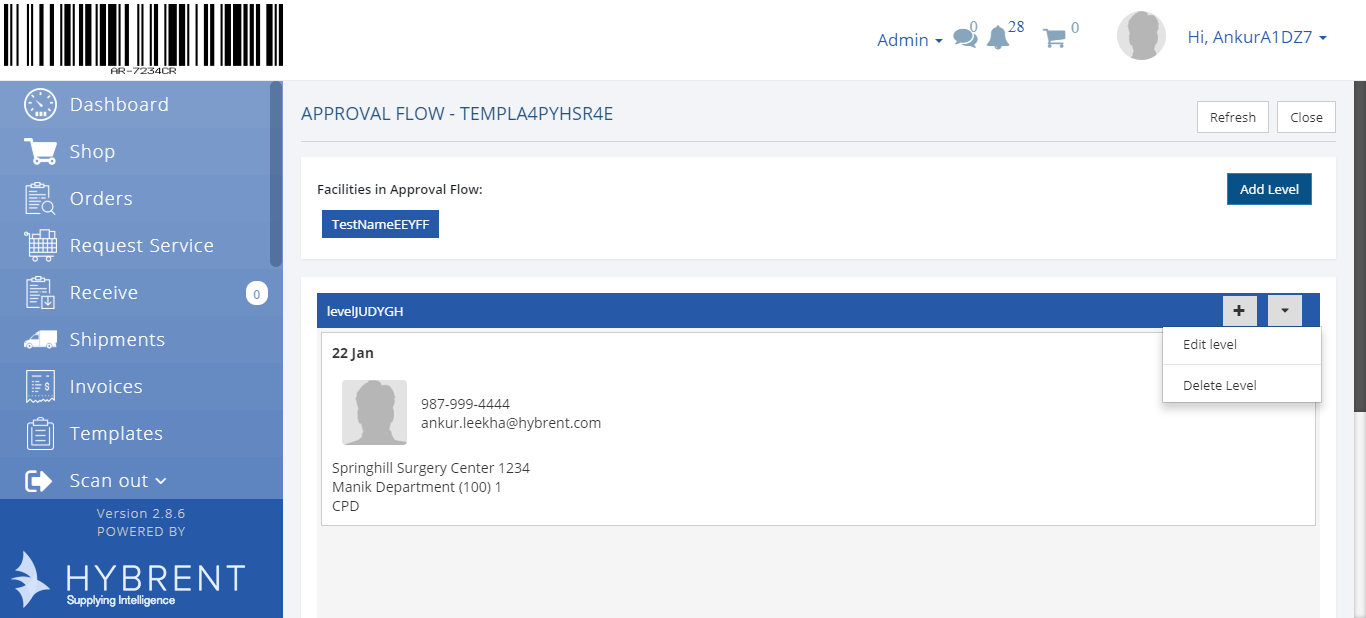 AR-7234CR
Admin
0
28
0
Hi, AnkurA1DZ7
Dashboard
Shop
Orders
Request Service
Receive 0
Shipments
Invoices
Templates
Scan out
Version 2.8.6
POWERED BY
HYBRENT
Supplying Intelligence
APPROVAL FLOW - TEMPLA4PYHSR4E
Refresh
Close
Facilities in Approval Flow:
Add Level
TestNameEEYFF
levelJUDYGH
Edit level
Delete Level
22 Jan
987-999-4444
ankur.leekha@hybrent.com
Springhill Surgery Center 1234
Manik Department (100) 1
CPD